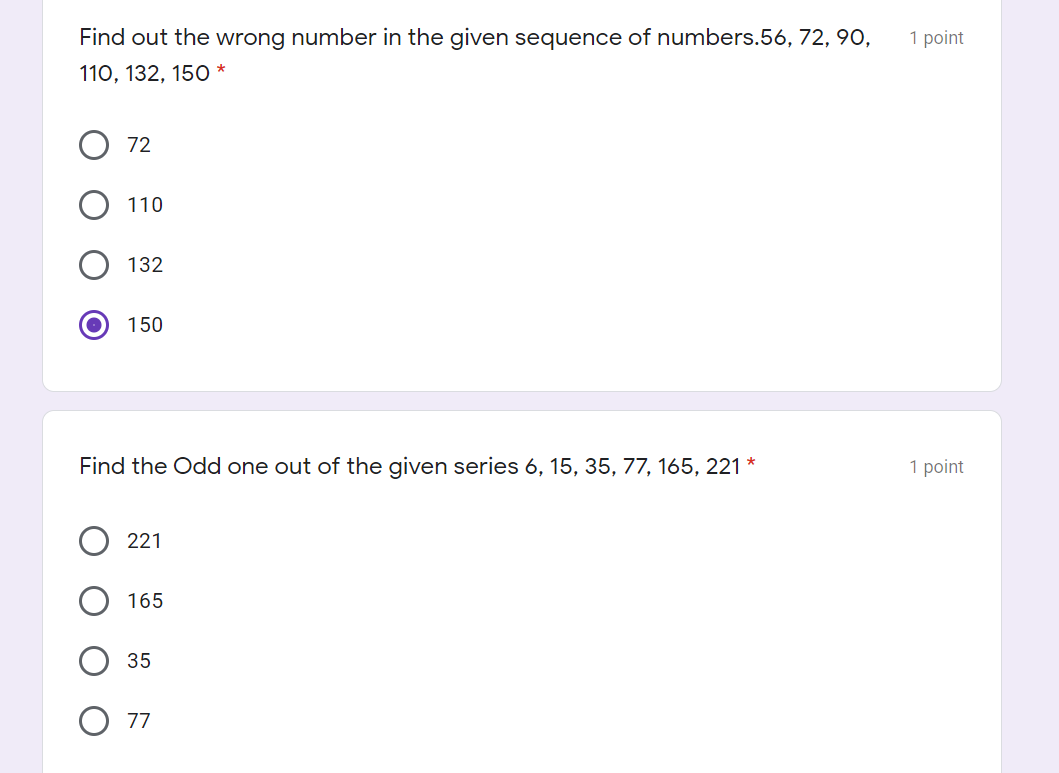 Find out the wrong number in the given sequence of numbers.56, 72, 90, 1 point
110, 132, 150 *
72
110
132
150
Find the Odd one out of the given series 6, 15, 35, 77, 165, 221 * 1 point
221
165
35
77